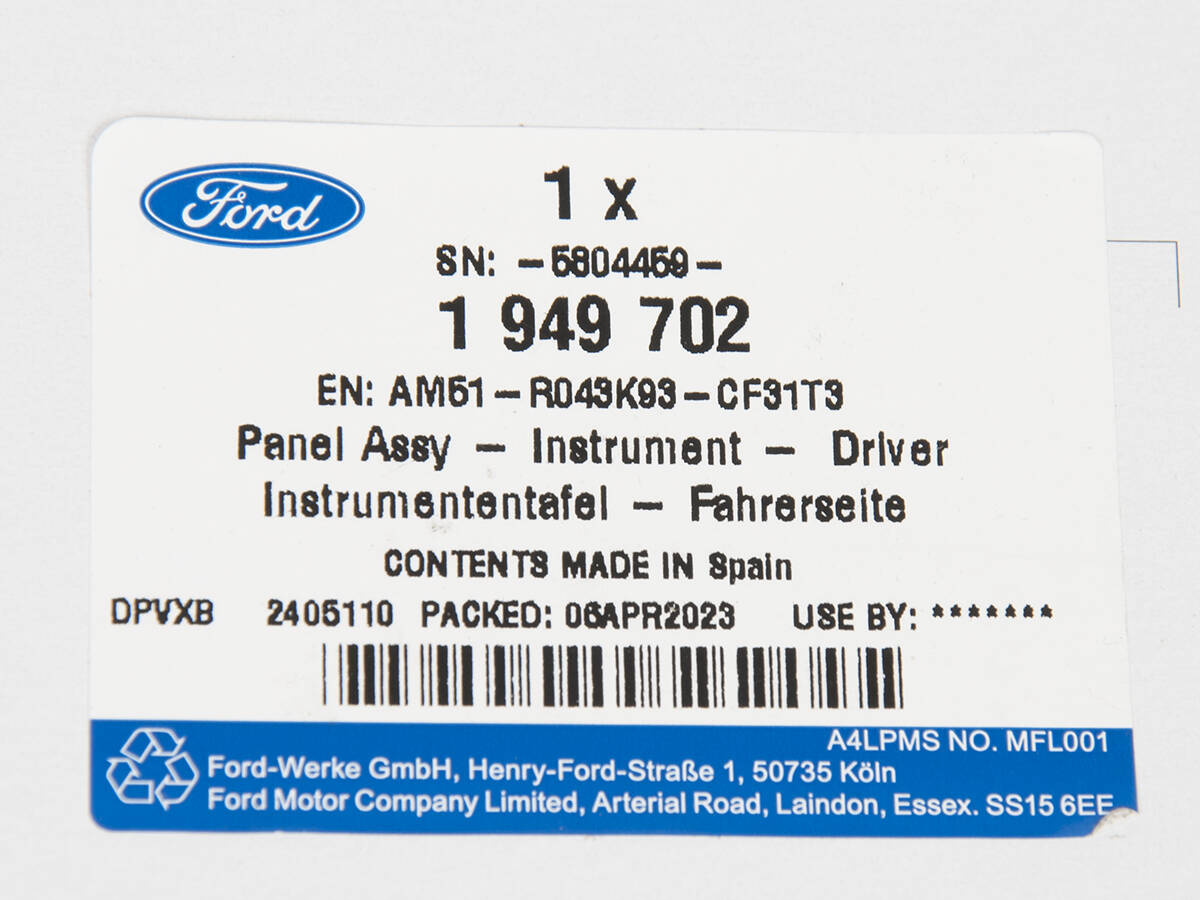 Ford
1 x
SN: -5804459-
1 949 702
EN: AM51-R043K93-CF31T3
Panel Assy - Instrument - Driver
Instrumententafel - Fahrerseite
CONTENTS MADE IN Spain
DPVXB 2405110 PACKED: 06APR2023 USE BY: *******
A4LPMS NO. MFL001
Ford-Werke GmbH, Henry-Ford-Straße 1, 50735 Köln
Ford Motor Company Limited, Arterial Road, Laindon, Essex. SS15 6EE